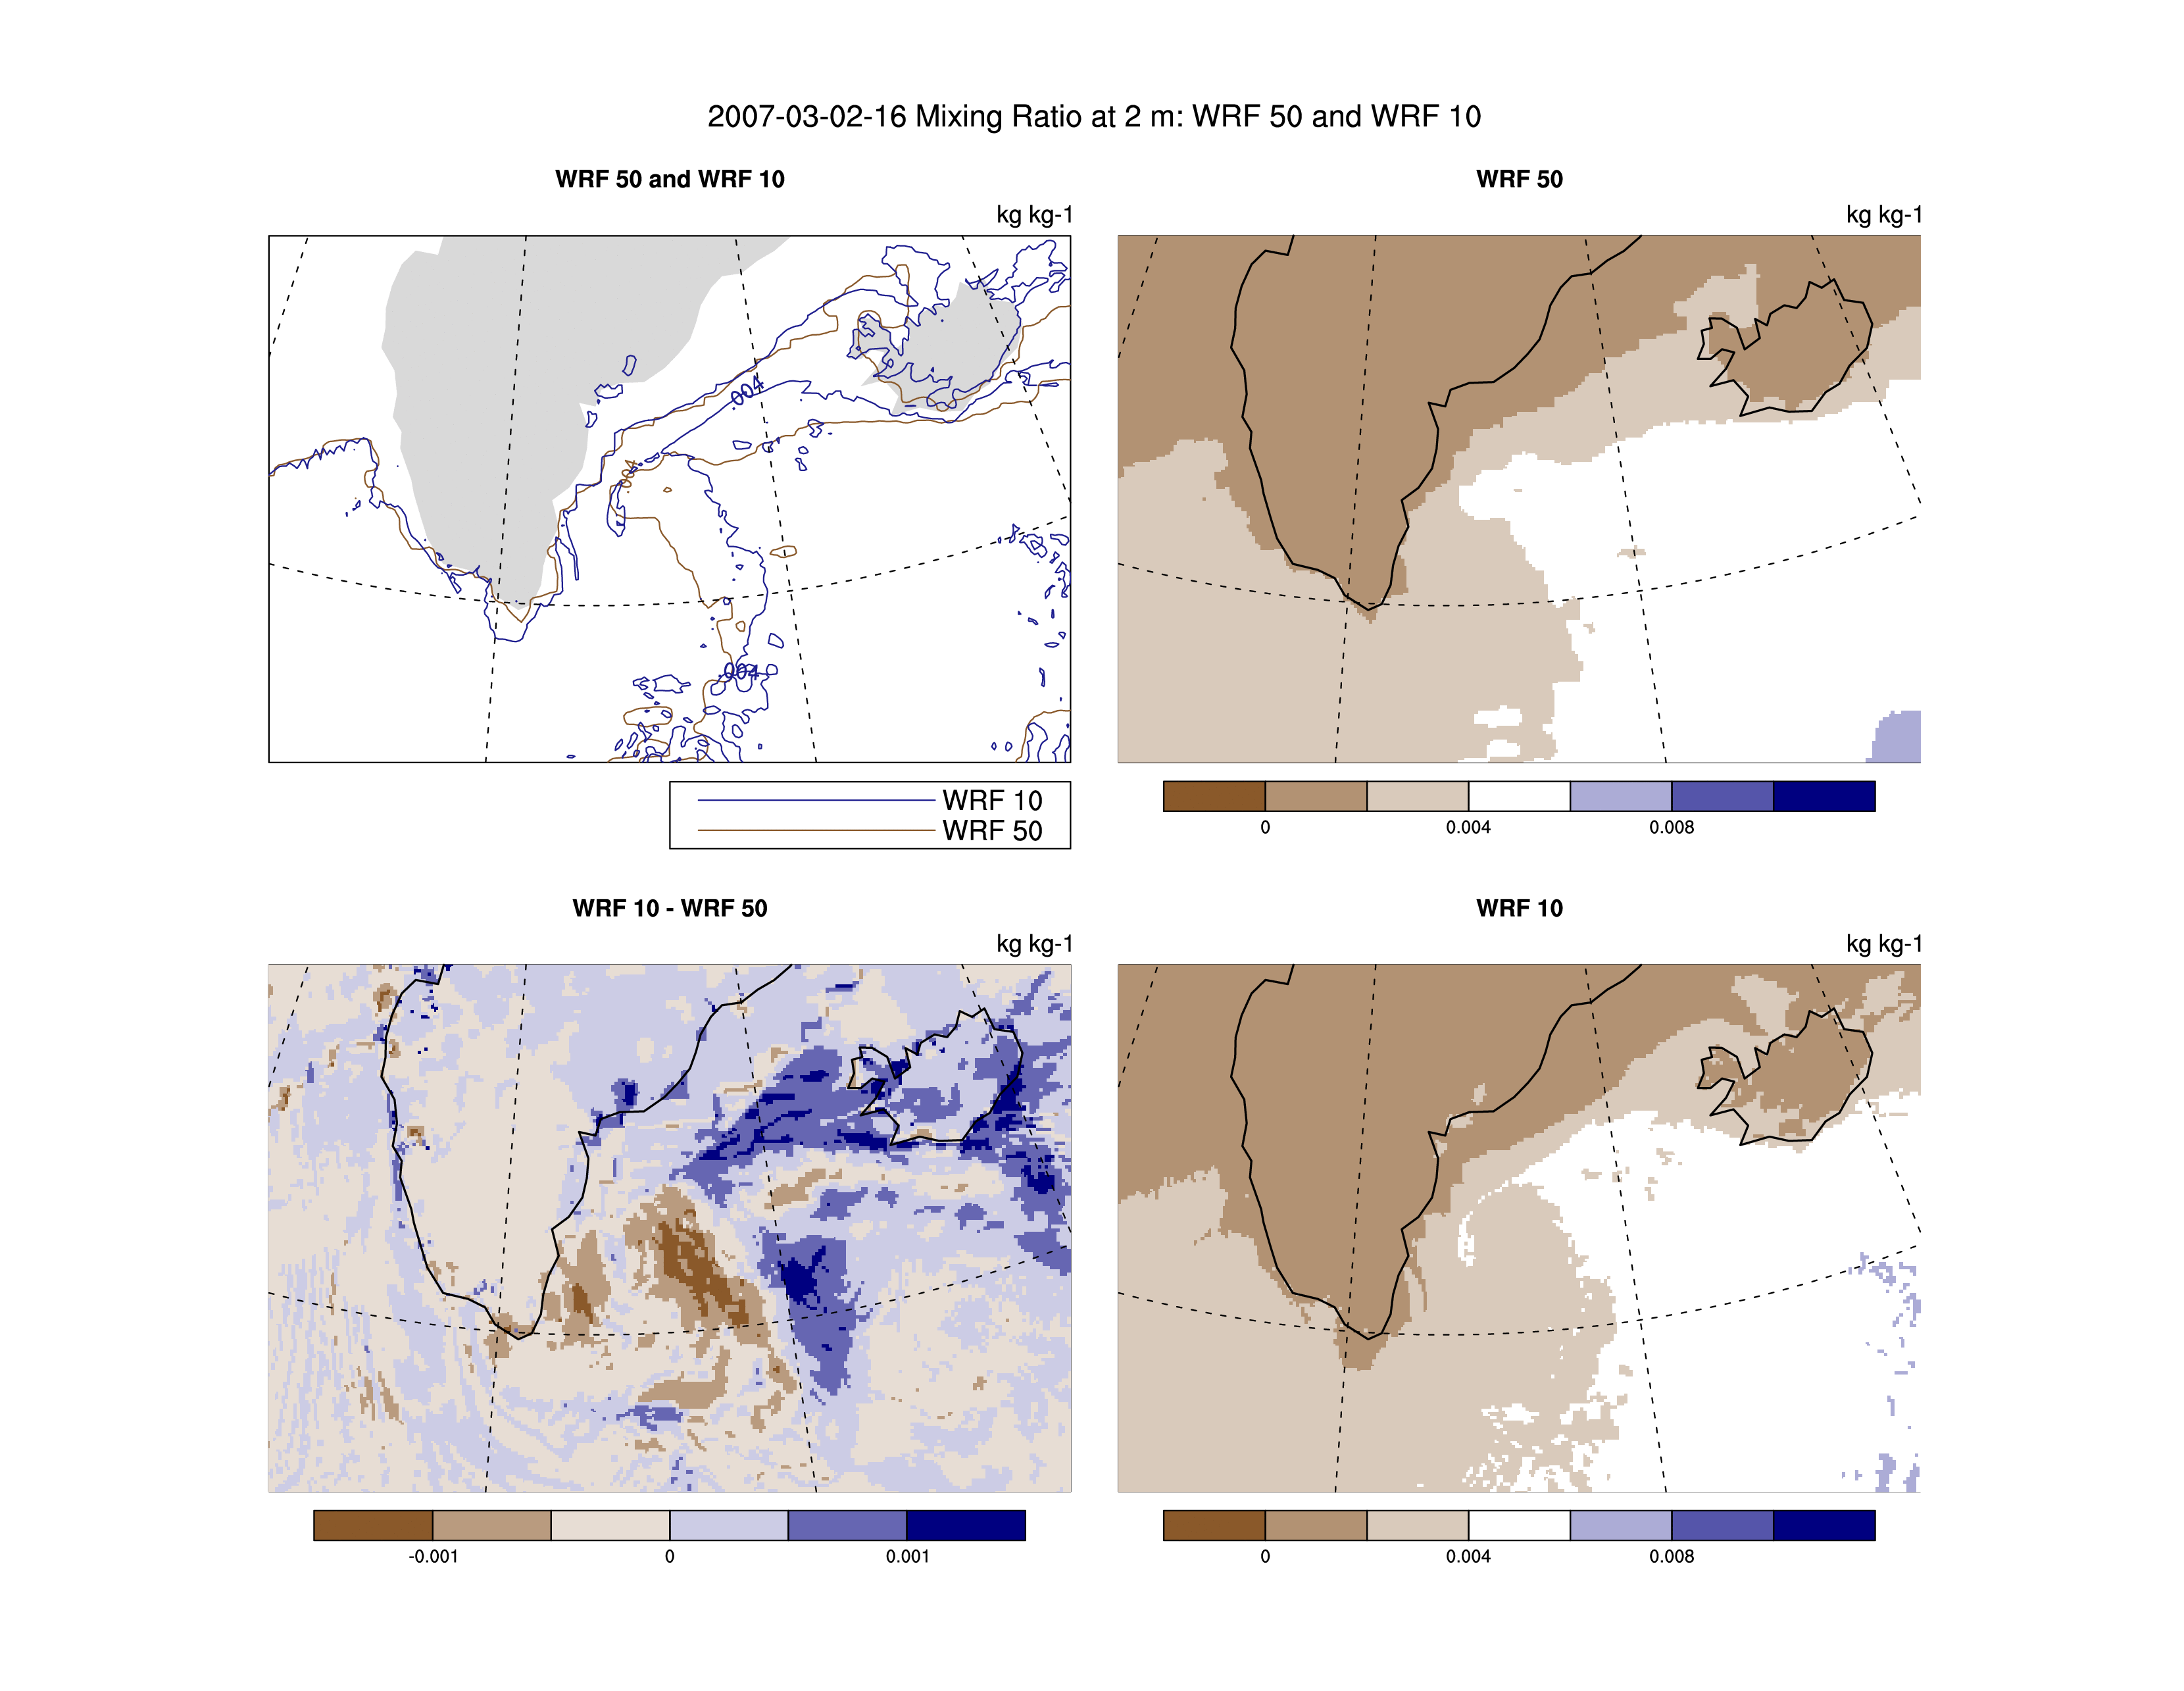 2007-03-02-16 Mixing Ratio at 2 m: WRF 50 and WRF 10
WRF 50 and WRF 10
kg kg-1
.004
.004
WRF 10
WRF 50
WRF 50
kg kg-1
0 0.004 0.008
WRF 10 - WRF 50
kg kg-1
-0.001 0 0.001
WRF 10
kg kg-1
0 0.004 0.008